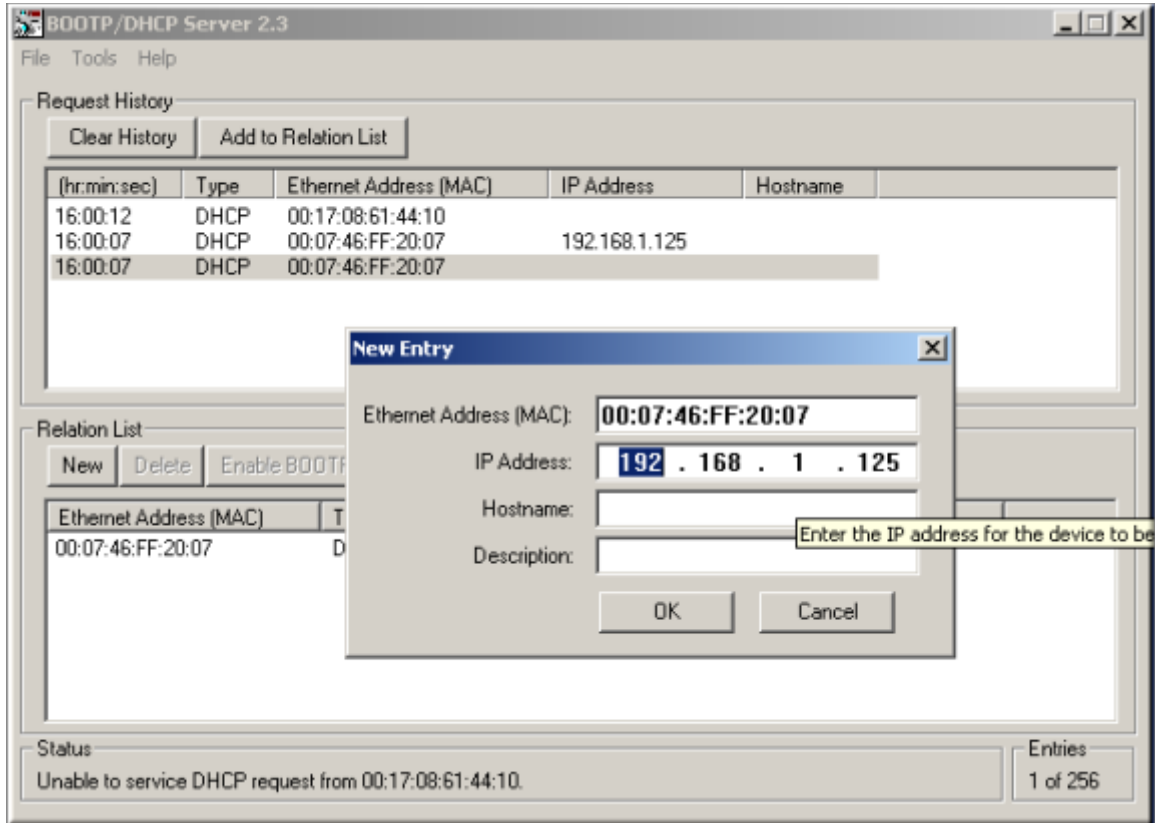 BOOTP/DHCP Server 2.3
File Tools Help
Request History
Clear History Add to Relation List
(hr:min:sec) Type Ethernet Address (MAC) IP Address Hostname
16:00:12 DHCP 00:17:08:61:44:10
16:00:07 DHCP 00:07:46:FF:20:07 192.168.1.125
16:00:07 DHCP 00:07:46:FF:20:07
New Entry
Ethernet Address (MAC): 00:07:46:FF:20:07
IP Address: 192 . 168 . 1 . 125
Hostname:
Enter the IP address for the device to be
Description:
OK Cancel
Relation List
New Delete Enable BOOTP
Ethernet Address (MAC) T
00:07:46:FF:20:07 D
Status
Unable to service DHCP request from 00:17:08:61:44:10.
Entries
1 of 256